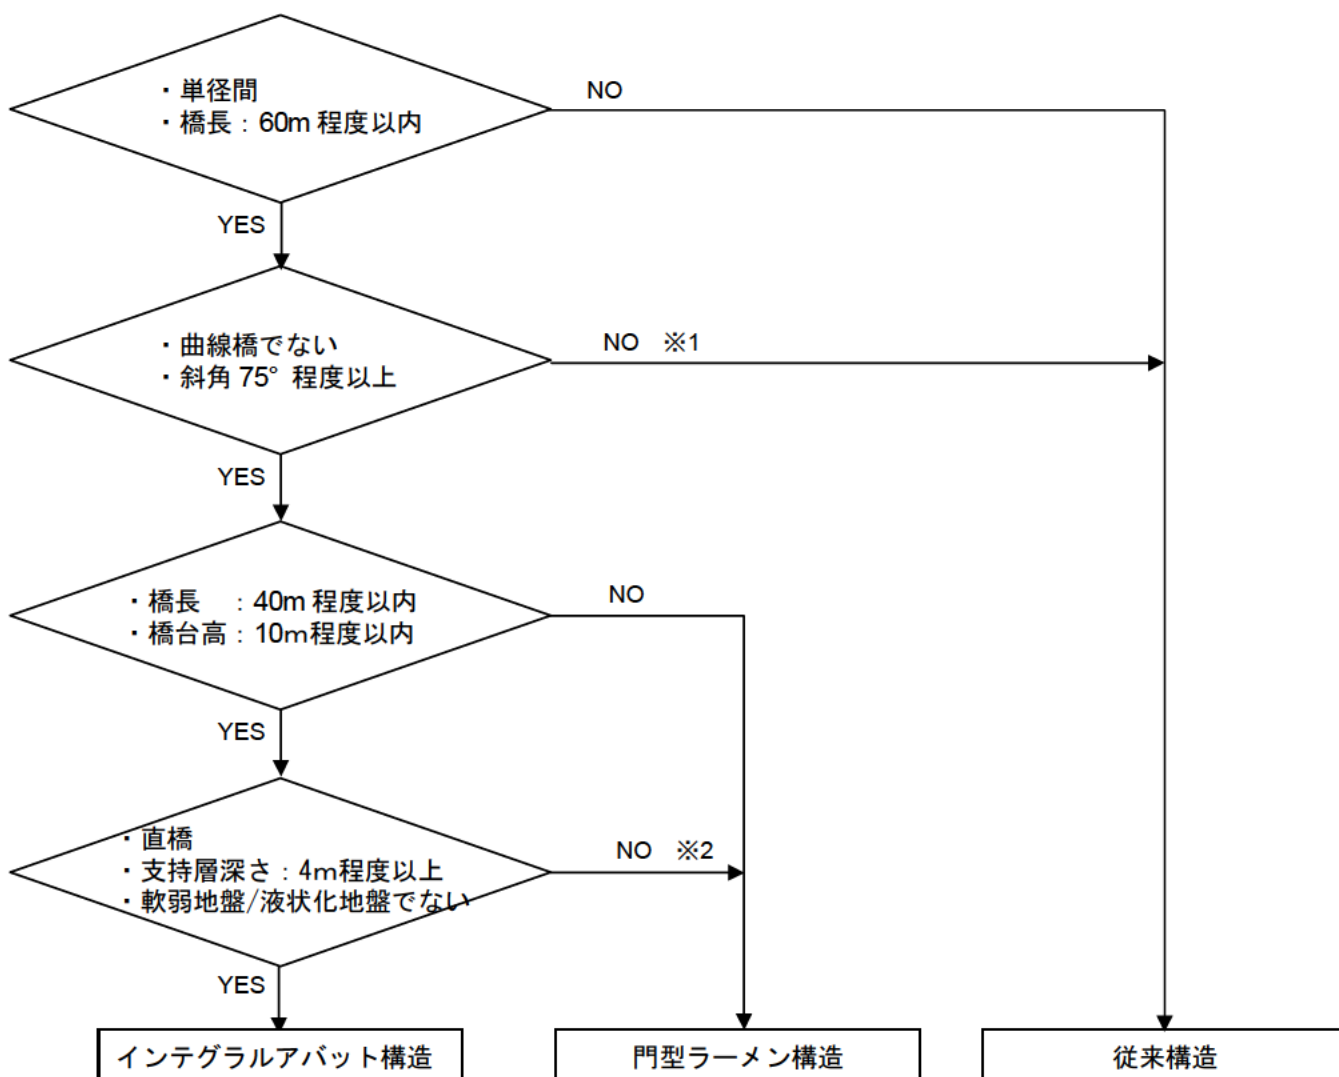 ・単径間
・橋長：60m 程度以内
NO
YES
・曲線橋でない
・斜角 75° 程度以上
NO ※1
YES
・橋長　：40m 程度以内
・橋台高：10m程度以内
NO
YES
・直橋
・支持層深さ：4m程度以上
・軟弱地盤/液状化地盤でない
NO ※2
YES
インテグラルアバット構造
門型ラーメン構造
従来構造